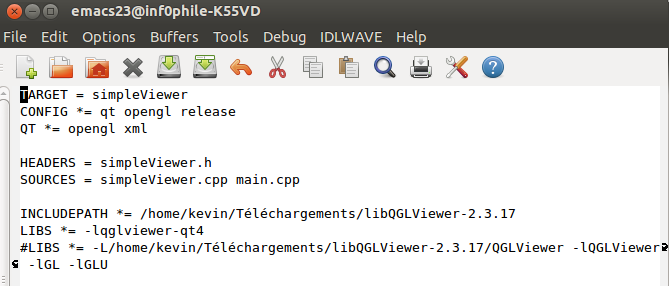 emacs23@inf0phile-K55VD
File Edit Options Buffers Tools Debug IDLWAVE Help
TARGET = simpleViewer
CONFIG *= qt opengl release
QT *= opengl xml
HEADERS = simpleViewer.h
SOURCES = simpleViewer.cpp main.cpp
INCLUDEPATH *= /home/kevin/Téléchargements/libQGLViewer-2.3.17
LIBS *= -lqglviewer-qt4
#LIBS *= -L/home/kevin/Téléchargements/libQGLViewer-2.3.17/QGLViewer -lQGLViewer
-lGL -lGLU